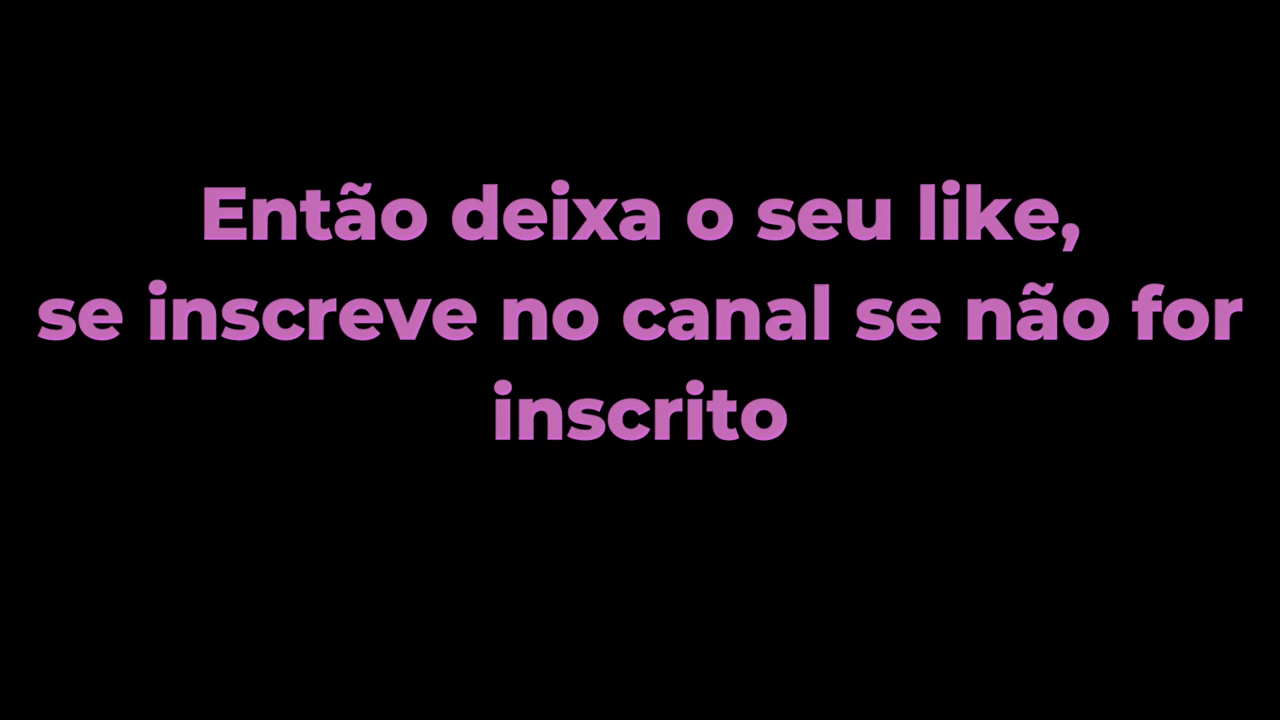 Então deixa o seu like,
se inscreve no canal se não for
inscrito